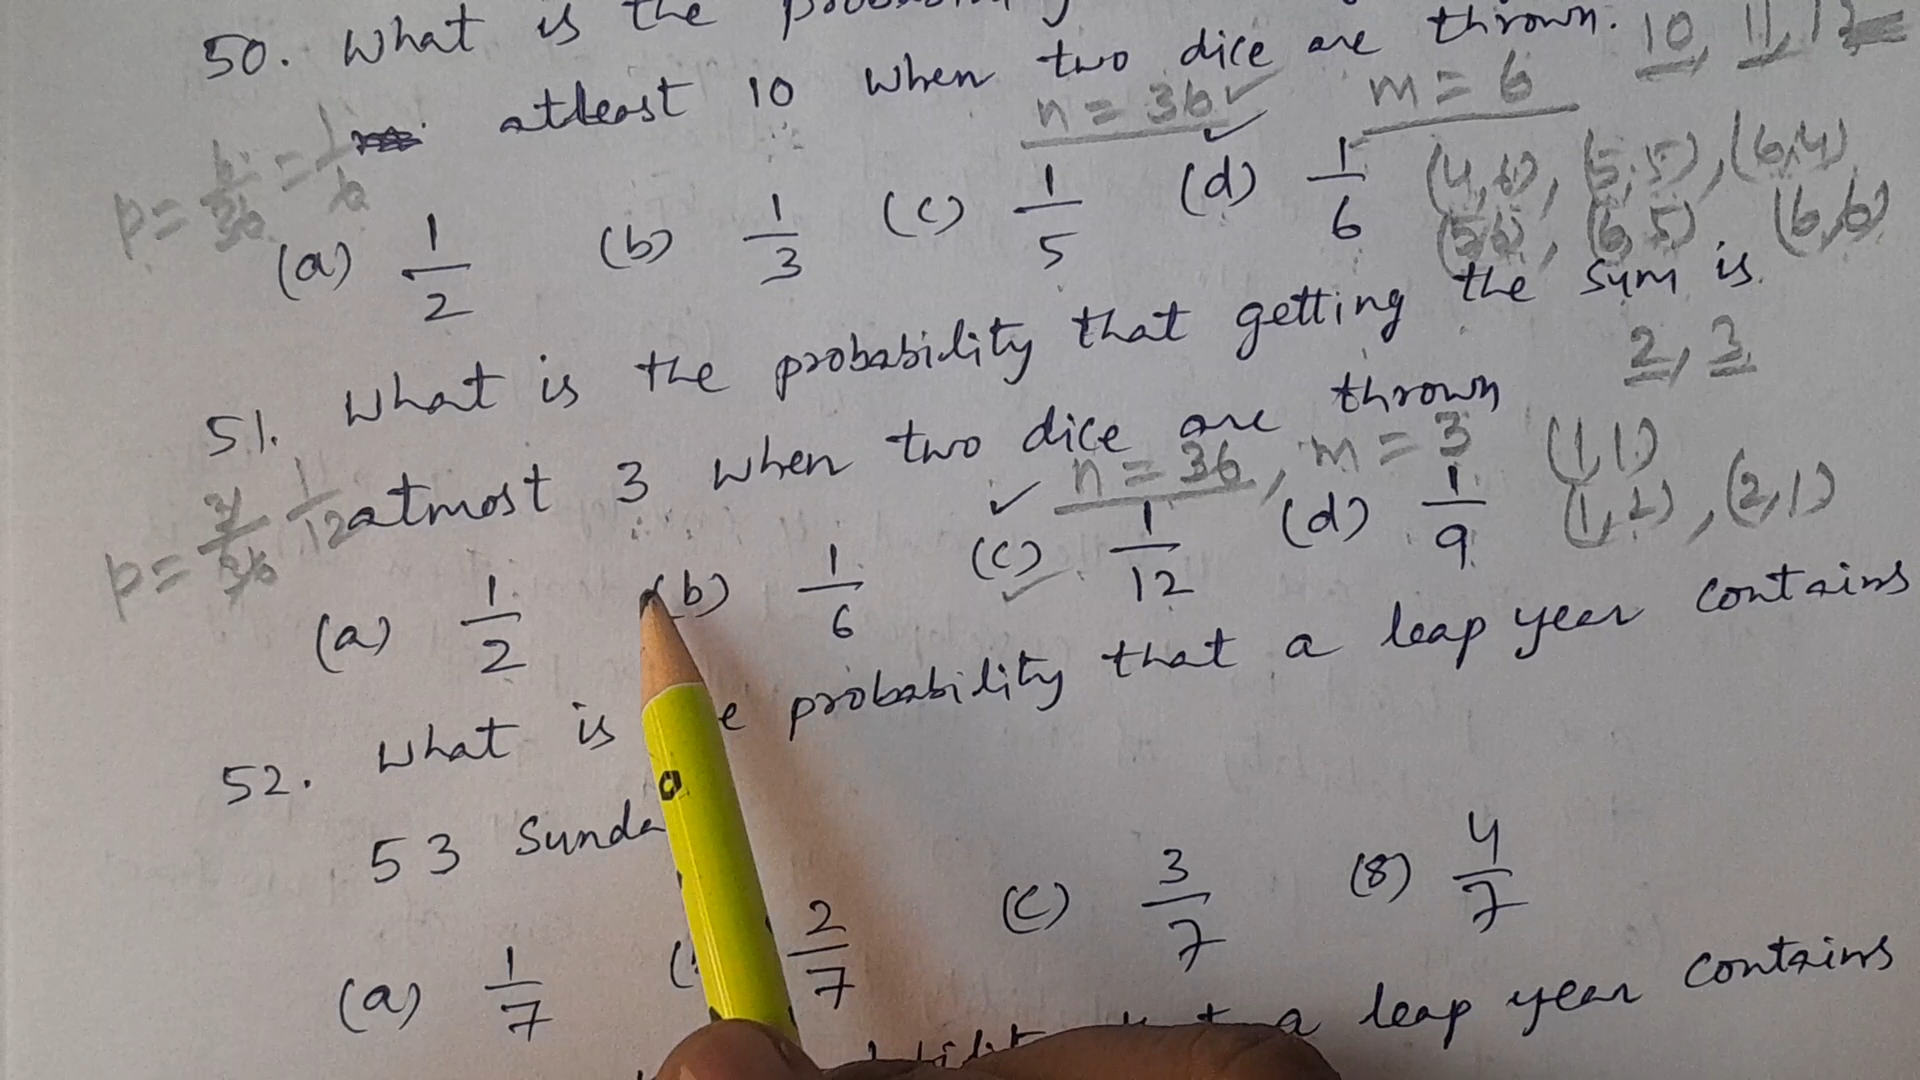 50. What is the
atleast 10 when two dice are thrown. 10, 11, 12
n = 36 ✓ m = 6
p = 6/36 = 1/6
(a) 1/2 (b) 1/3 (c) 1/5 ✓ (d) 1/6
(4,6), (5,5), (6,4)
(5,6), (6,5) (6,6)
51. What is the probability that getting the sum is
2, 3
atmost 3 when two dice are thrown
n = 36, m = 3 (1,1)
(1,2), (2,1)
p = 3/36 1/12
(a) 1/2 (b) 1/6 ✓ (c) 1/12 (d) 1/9
52. What is probability that a leap year contains
53
(a) 1/7 2/7 (c) 3/7 (8) 4/7
a leap year contains